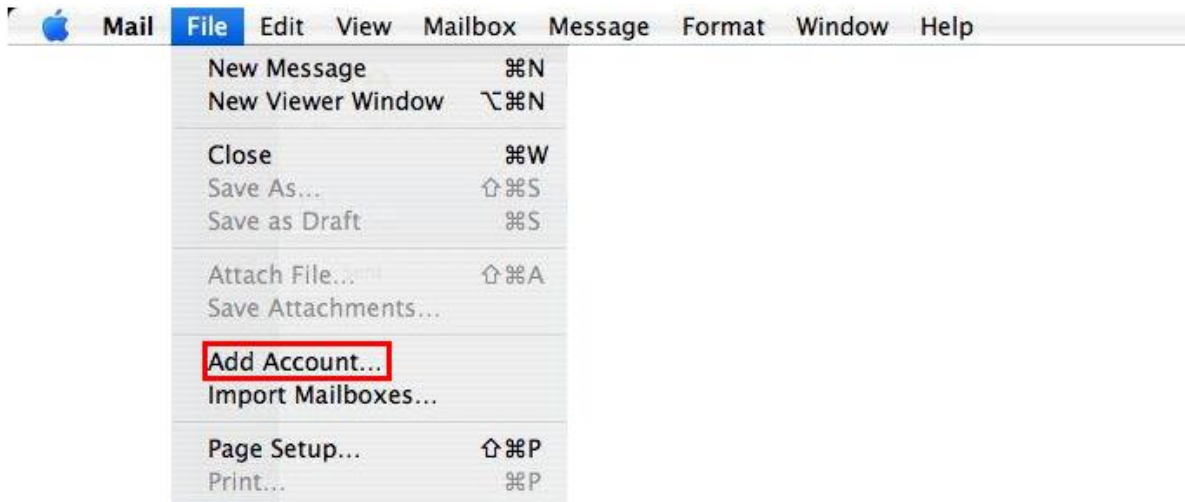 Mail File Edit View Mailbox Message Format Window Help
New Message ⌘N
New Viewer Window ⌥⌘N
Close ⌘W
Save As... ⇧⌘S
Save as Draft ⌘S
Attach File... ⇧⌘A
Save Attachments...
Add Account...
Import Mailboxes...
Page Setup... ⇧⌘P
Print... ⌘P